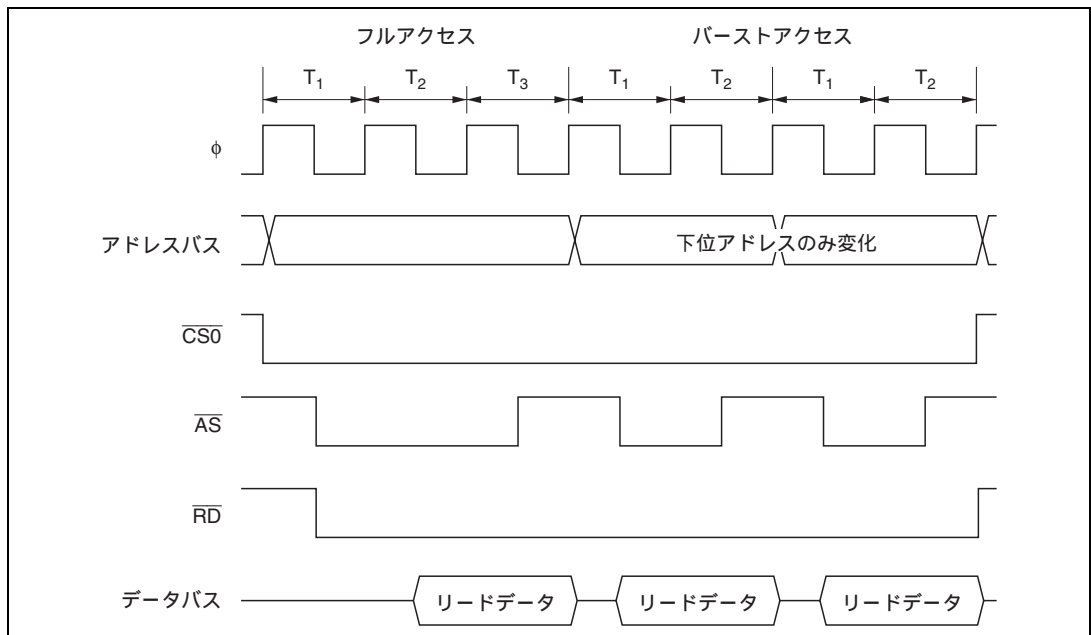 フルアクセス バーストアクセス
T1 T2 T3 T1 T2 T1 T2
φ
アドレスバス 下位アドレスのみ変化
C̅S̅0̅
A̅S̅
R̅D̅
データバス リードデータ リードデータ リードデータ